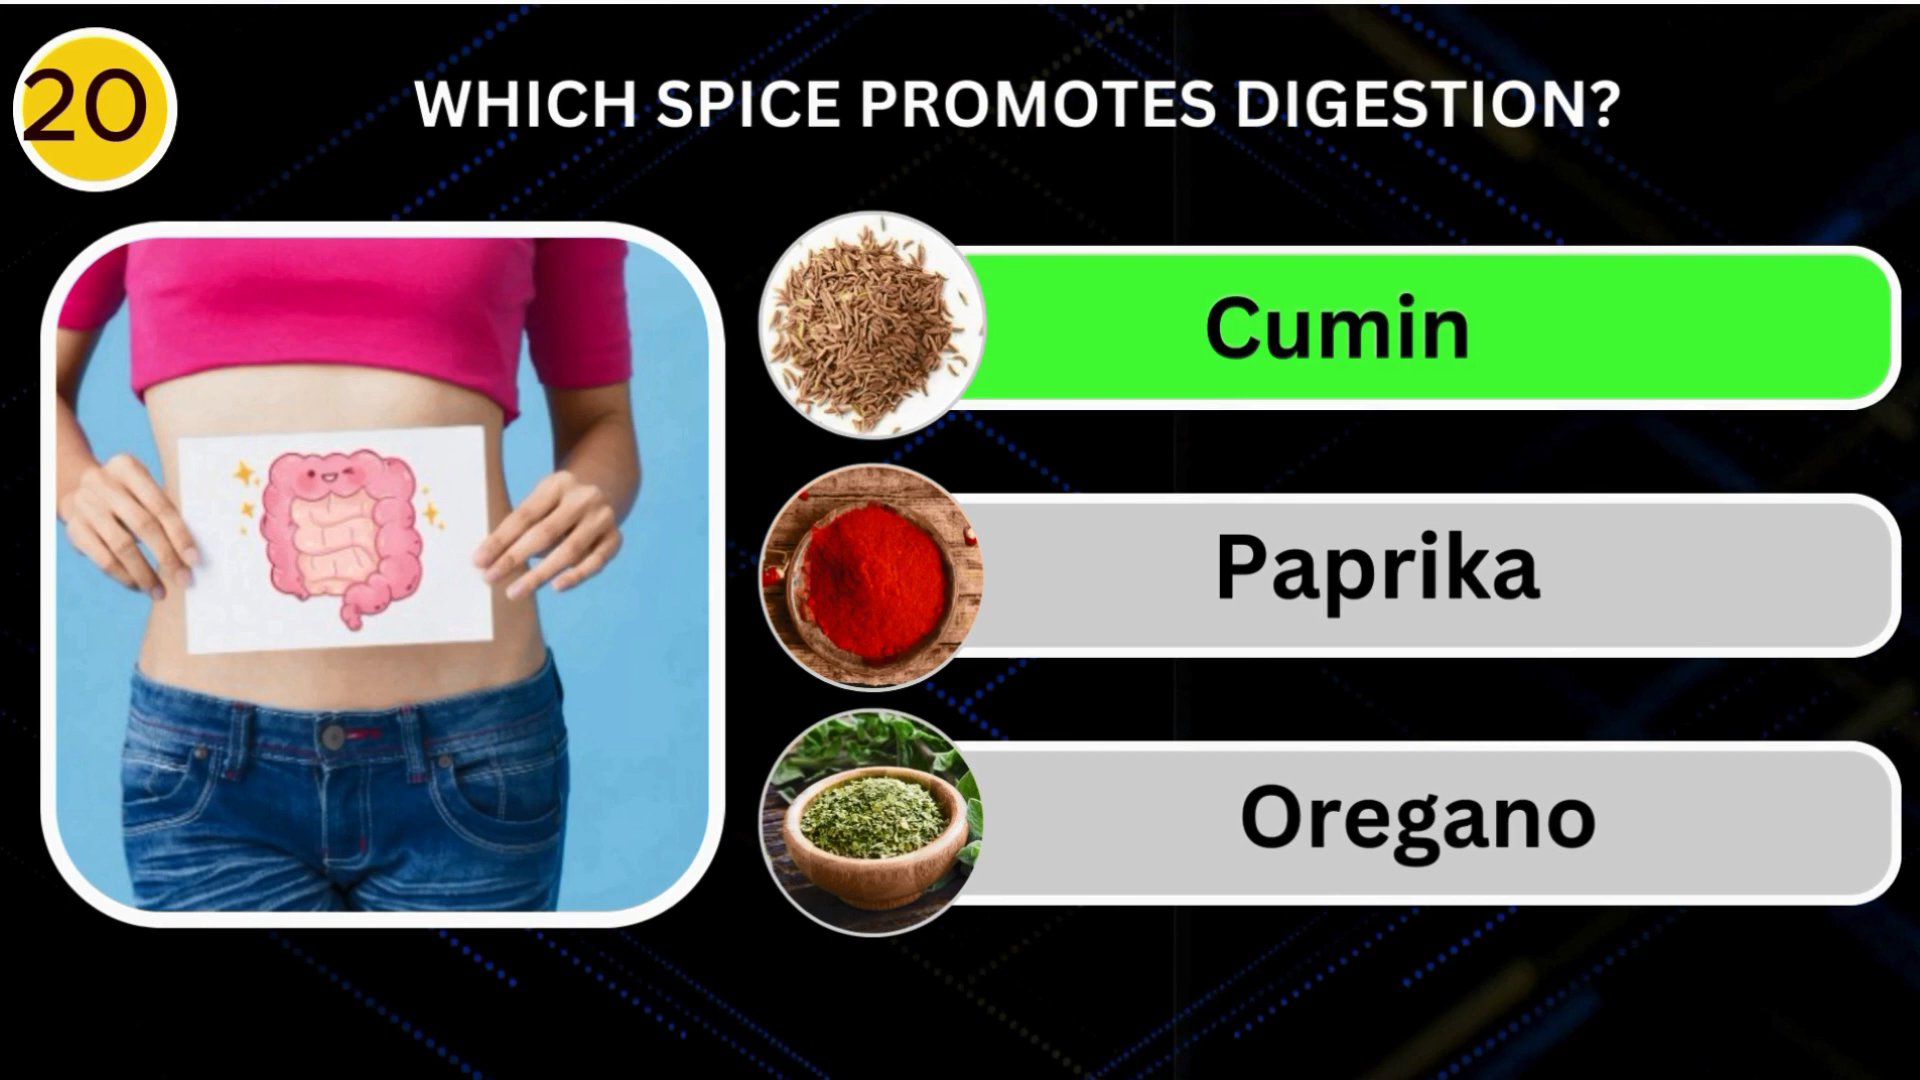 20
WHICH SPICE PROMOTES DIGESTION?
Cumin
Paprika
Oregano